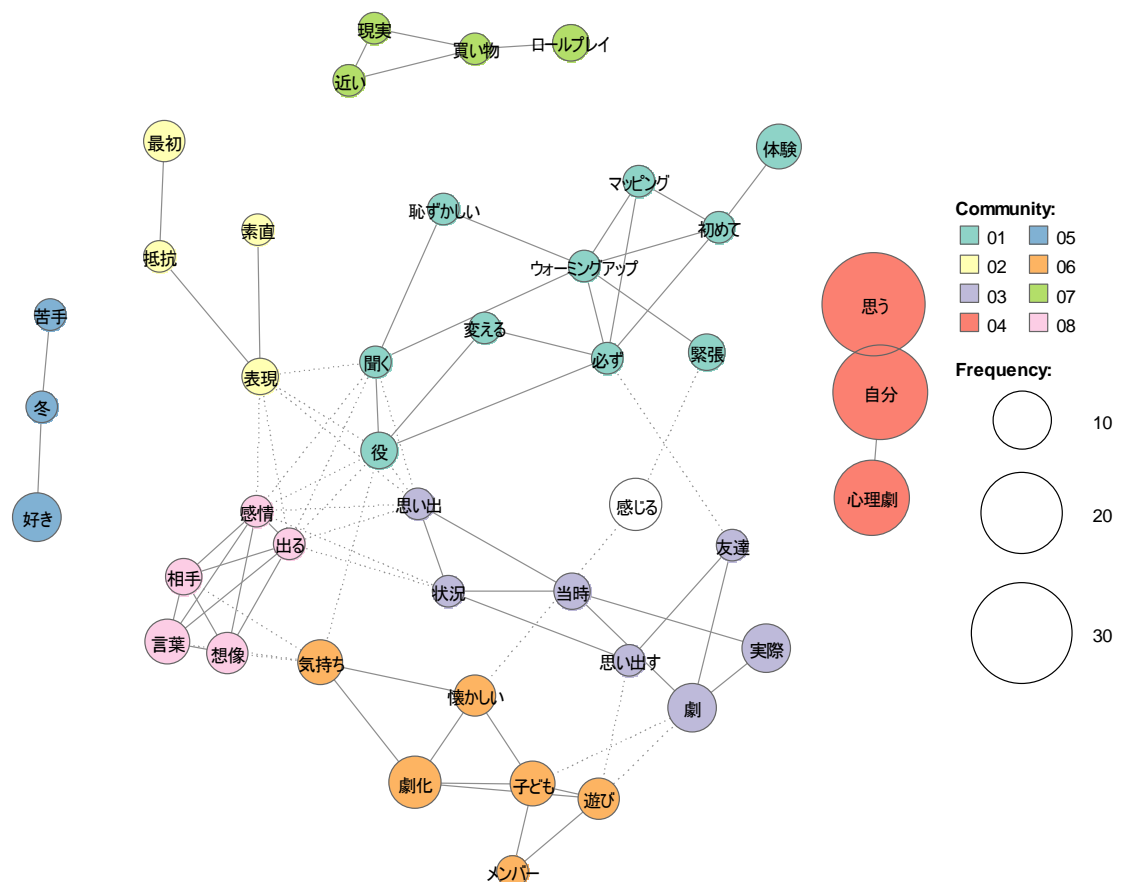 現実
買い物
ロールプレイ
近い
最初
体験
マッピング
恥ずかしい
初めて
素直
抵抗
ウォーミングアップ
苦手
変える
聞く
必ず
緊張
表現
冬
役
思い出
感じる
感情
好き
出る
友達
相手
状況
当時
言葉
想像
気持ち
思い出す
実際
懐かしい
劇
劇化
子ども
遊び
メンバー
思う
自分
心理劇
Community:
01 05
02 06
03 07
04 08
Frequency:
10
20
30